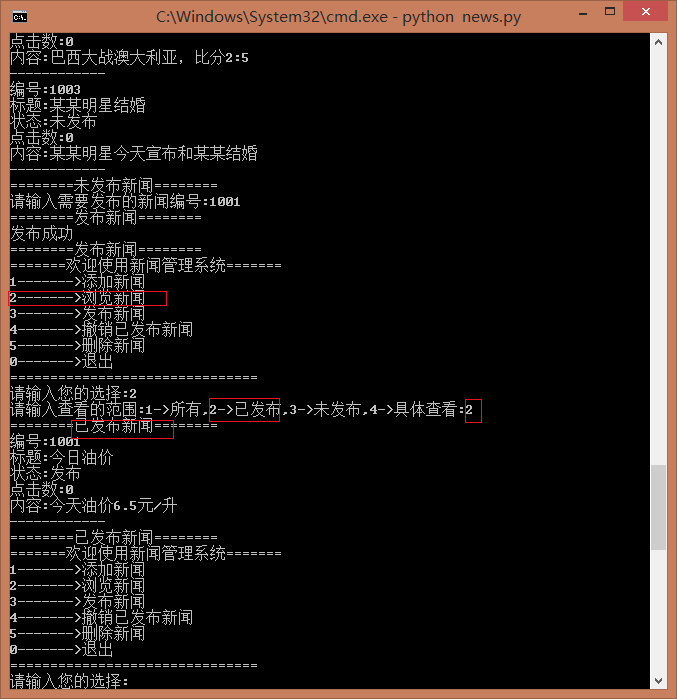 C:\Windows\System32\cmd.exe - python news.py
点击数:0
内容:巴西大战澳大利亚，比分2:5
------------
编号:1003
标题:某某明星结婚
状态:未发布
点击数:0
内容:某某明星今天宣布和某某结婚
------------
========未发布新闻========
请输入需要发布的新闻编号:1001
========发布新闻========
发布成功
========发布新闻========
=======欢迎使用新闻管理系统=======
1------->添加新闻
2------->浏览新闻
3------->发布新闻
4------->撤销已发布新闻
5------->删除新闻
0------->退出
===============================
请输入您的选择:2
请输入查看的范围:1->所有,2->已发布,3->未发布,4->具体查看:2
========已发布新闻========
编号:1001
标题:今日油价
状态:发布
点击数:0
内容:今天油价6.5元/升
------------
========已发布新闻========
=======欢迎使用新闻管理系统=======
1------->添加新闻
2------->浏览新闻
3------->发布新闻
4------->撤销已发布新闻
5------->删除新闻
0------->退出
===============================
请输入您的选择: